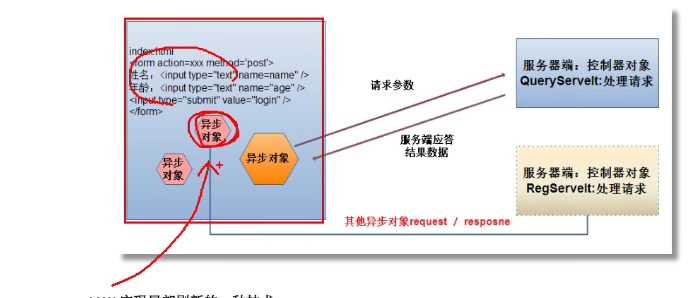 index.html
<form action=xxx method='post'>
姓名：<input type="text" name=name" />
年龄：<input type="text" name="age" />
<input type="submit" value="login" />
</form>
异步
对象
异步
对象
异步对象
请求参数
服务端应答
结果数据
服务器端：控制器对象
QueryServelt:处理请求
服务器端：控制器对象
RegServelt:处理请求
其他异步对象request / resposne